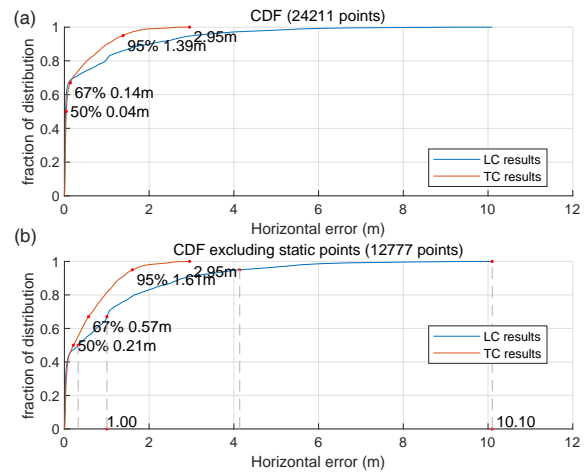 (a)
CDF (24211 points)
1
0.8
0.6
0.4
0.2
0
fraction of distribution
2.95m
95% 1.39m
67% 0.14m
50% 0.04m
LC results
TC results
0 2 4 6 8 10 12
Horizontal error (m)
(b)
CDF excluding static points (12777 points)
1
0.8
0.6
0.4
0.2
0
fraction of distribution
2.95m
95% 1.61m
67% 0.57m
50% 0.21m
LC results
TC results
1.00
10.10
0 2 4 6 8 10 12
Horizontal error (m)